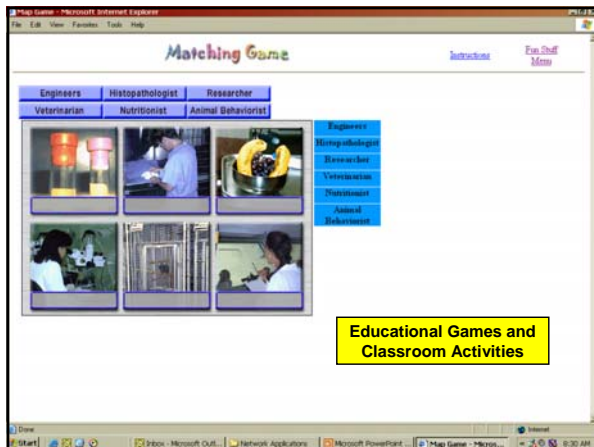 Map Game - Microsoft Internet Explorer
File Edit View Favorites Tools Help
Matching Game
Instructions
Fun Stuff
Menu
Engineers Histopathologist Researcher
Veterinarian Nutritionist Animal Behaviorist
Engineers
Histopathologist
Researcher
Veterinarian
Nutritionist
Animal
Behaviorist
Educational Games and
Classroom Activities
Done
Internet
Start
Inbox - Microsoft Outl...
Network Applications
Microsoft PowerPoint ...
Map Game - Micros...
8:30 AM